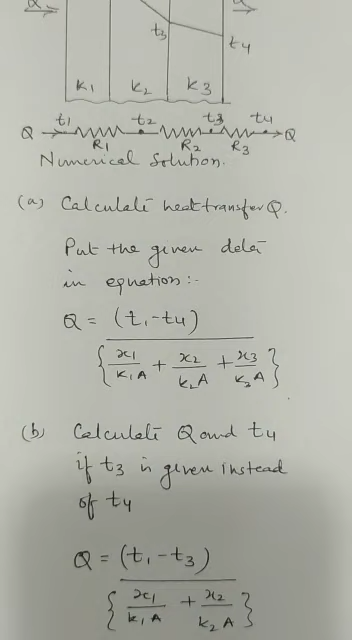 Q
Q
t3
t4
K1 K2 K3
Q t1 t2 t3 t4 Q
R1 R2 R3
Numerical Solution.
(a) Calculate heat transfer Q.
Put the given data
in equation :-
Q = (t1-t4)
{ x1/K1A + x2/K2A + x3/K3A }
(b) Calculate Q and t4
if t3 is given instead
of t4
Q = (t1-t3)
{ x1/K1A + x2/K2A }